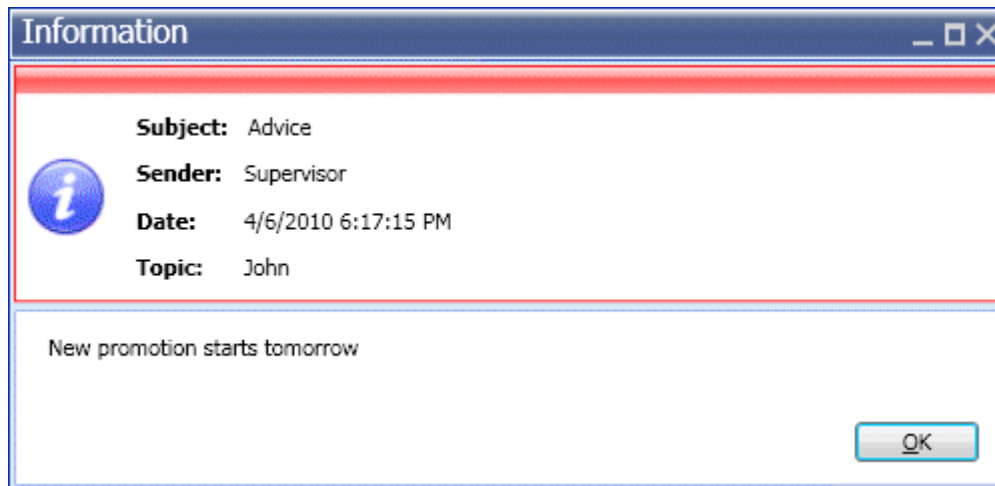 Information
Subject: Advice
Sender: Supervisor
Date: 4/6/2010 6:17:15 PM
Topic: John
New promotion starts tomorrow
OK